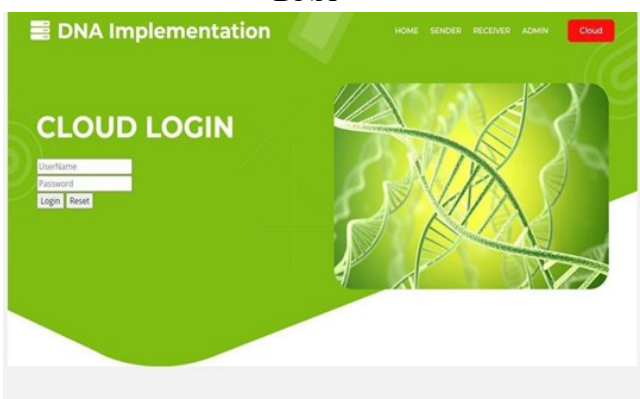 DNA Implementation
HOME SENDER RECEIVER ADMIN Cloud
CLOUD LOGIN
UserName
Password
Login Reset